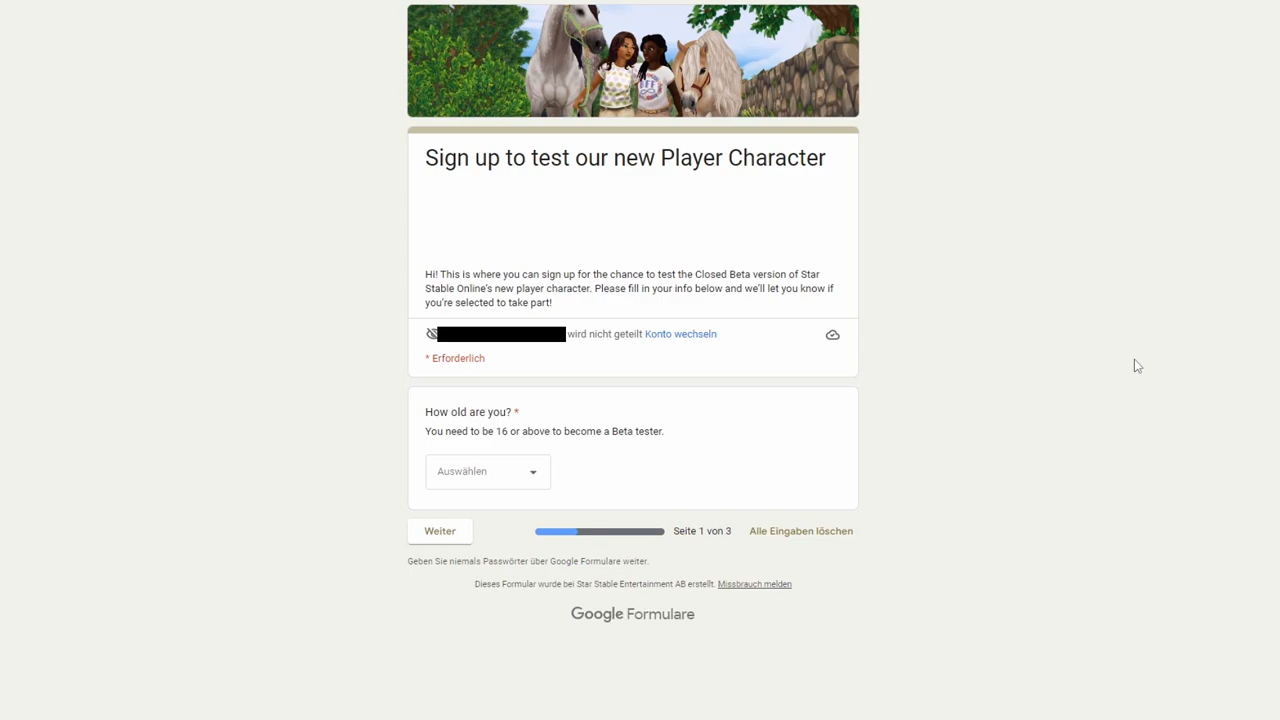 Sign up to test our new Player Character
Hi! This is where you can sign up for the chance to test the Closed Beta version of Star
Stable Online's new player character. Please fill in your info below and we'll let you know if
you're selected to take part!
wird nicht geteilt Konto wechseln
* Erforderlich
How old are you? *
You need to be 16 or above to become a Beta tester.
Auswählen
Weiter
Seite 1 von 3
Alle Eingaben löschen
Geben Sie niemals Passwörter über Google Formulare weiter.
Dieses Formular wurde bei Star Stable Entertainment AB erstellt. Missbrauch melden
Google Formulare